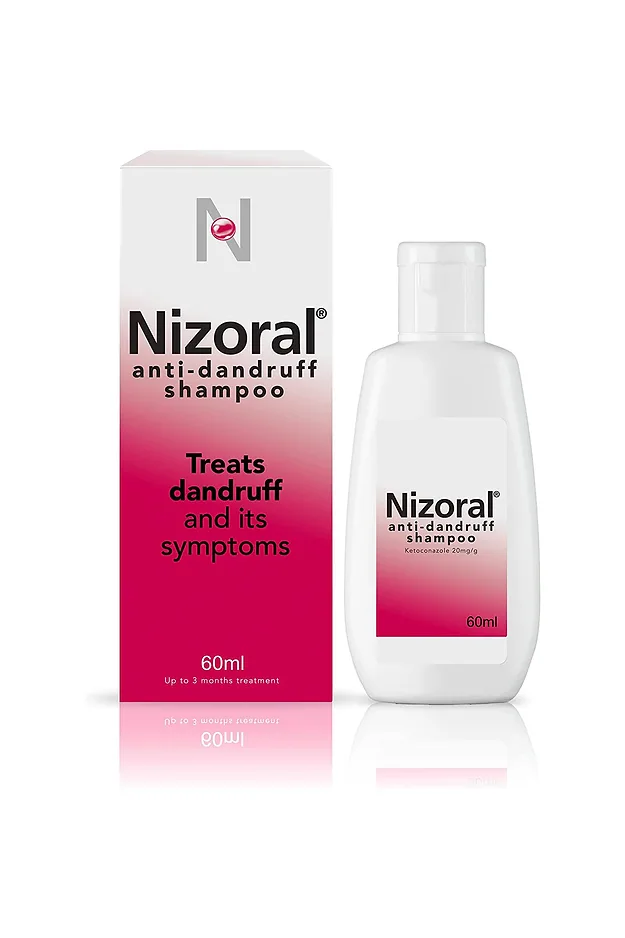 N
Nizoral®
anti-dandruff
shampoo
Treats
dandruff
and its
symptoms
60ml
Up to 3 months treatment
Nizoral®
anti-dandruff
shampoo
Ketoconazole 20mg/g
60ml